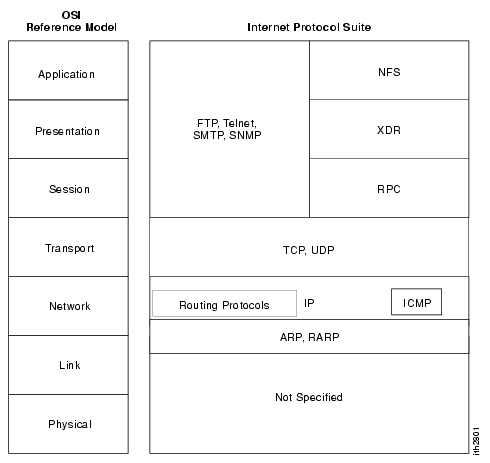 OSI
Reference Model
Internet Protocol Suite
Application
Presentation
Session
Transport
Network
Link
Physical
FTP, Telnet,
SMTP, SNMP
NFS
XDR
RPC
TCP, UDP
Routing Protocols
IP
ICMP
ARP, RARP
Not Specified
ith2801